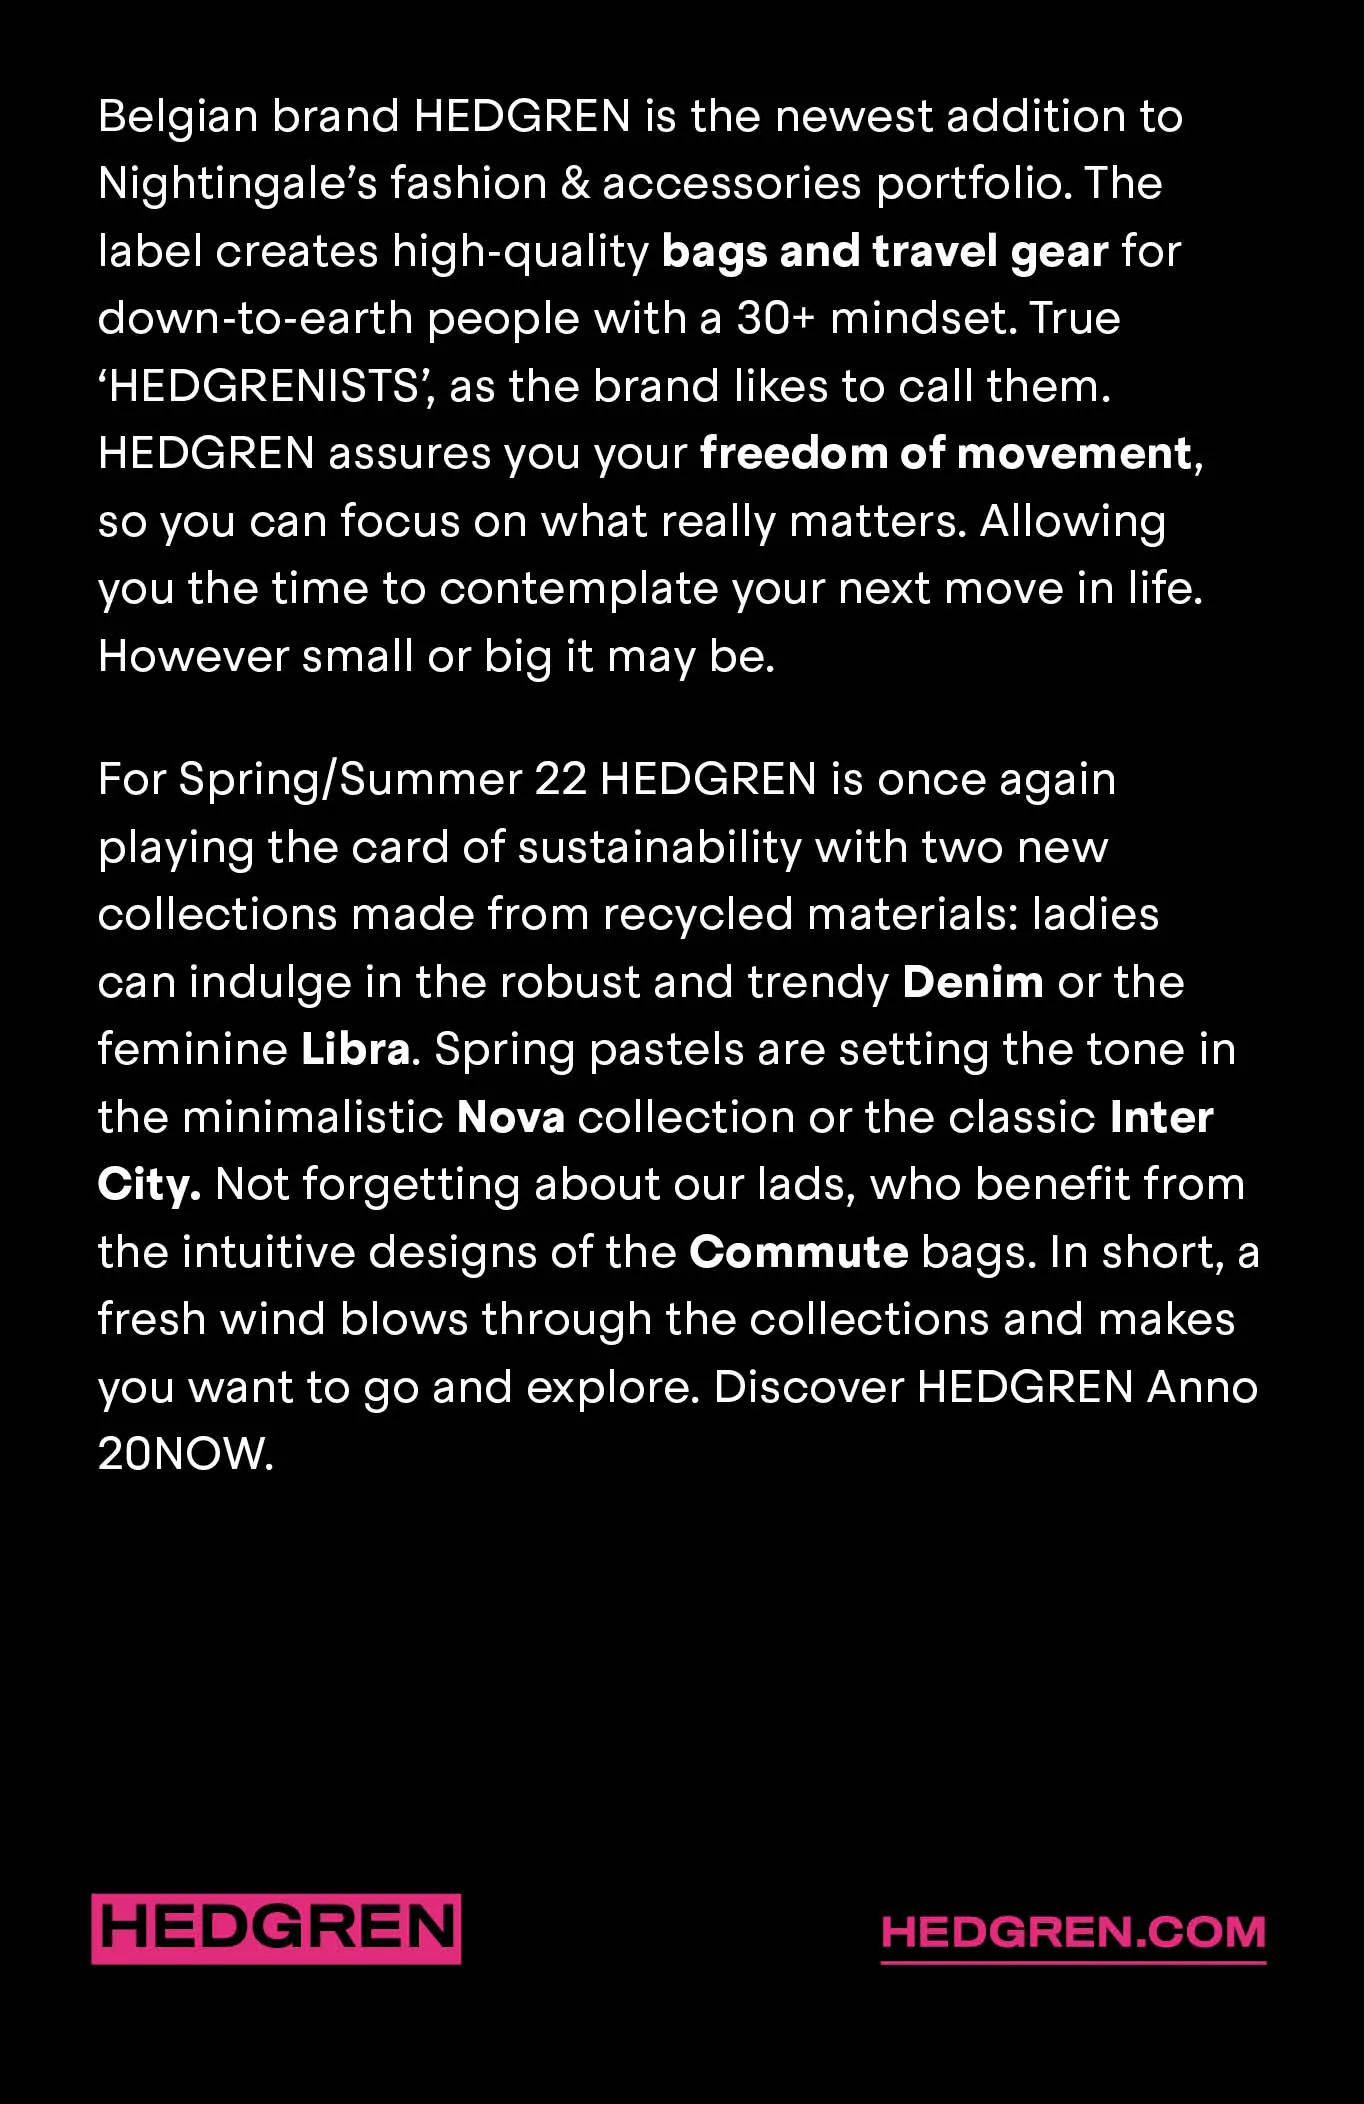 Belgian brand HEDGREN is the newest addition to
Nightingale’s fashion & accessories portfolio. The
label creates high-quality bags and travel gear for
down-to-earth people with a 30+ mindset. True
‘HEDGRENISTS’, as the brand likes to call them.
HEDGREN assures you your freedom of movement,
so you can focus on what really matters. Allowing
you the time to contemplate your next move in life.
However small or big it may be.
For Spring/Summer 22 HEDGREN is once again
playing the card of sustainability with two new
collections made from recycled materials: ladies
can indulge in the robust and trendy Denim or the
feminine Libra. Spring pastels are setting the tone in
the minimalistic Nova collection or the classic Inter
City. Not forgetting about our lads, who benefit from
the intuitive designs of the Commute bags. In short, a
fresh wind blows through the collections and makes
you want to go and explore. Discover HEDGREN Anno
20NOW.
HEDGREN
HEDGREN.COM